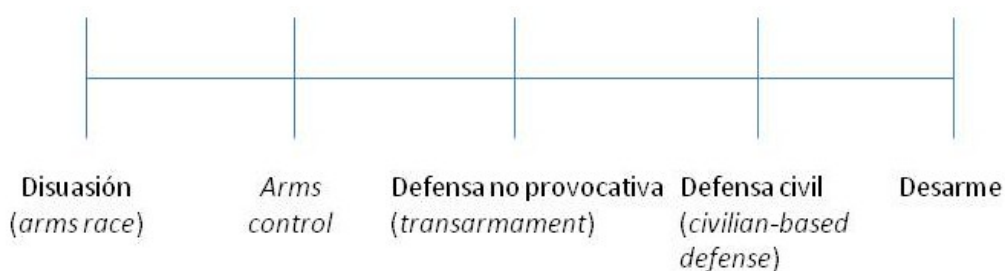 Disuasión
(arms race)
Arms
control
Defensa no provocativa
(transarmament)
Defensa civil
(civilian-based
defense)
Desarme